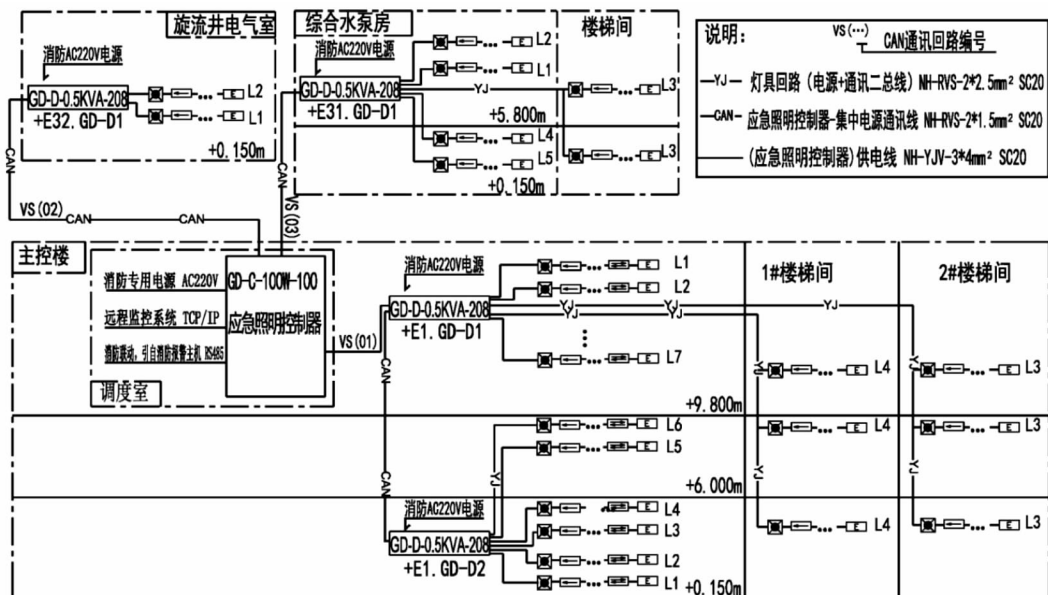 旋流井电气室
消防AC220V电源
GD-D-0.5KVA-208
+E32.GD-D1
E L2
E L1
+0.150m
CAN
VS(02)
CAN
CAN
综合水泵房
楼梯间
消防AC220V电源
GD-D-0.5KVA-208
+E31.GD-D1
E L2
E L1
YJ
E L3
+5.800m
E L4
E L5
E L3
+0.150m
CAN
VS(03)
说明：
VS(···)
CAN通讯回路编号
YJ 灯具回路 (电源+通讯二总线) NH-RVS-2*2.5mm² SC20
CAN 应急照明控制器-集中电源通讯线 NH-RVS-2*1.5mm² SC20
(应急照明控制器)供电线 NH-YJV-3*4mm² SC20
主控楼
消防专用电源 AC220V
远程监控系统 TCP/IP
消防联动，引自消防报警主机 RS485
调度室
GD-C-100W-100
应急照明控制器
VS(01)
消防AC220V电源
GD-D-0.5KVA-208
+E1.GD-D1
E L1
E L2
YJ
YJ
YJ
YJ
YJ
E L7
+9.800m
1#楼梯间
2#楼梯间
YJ
E L4
YJ
E L3
CAN
CAN
E L6
E L5
YJ
+6.000m
E L4
E L3
YJ
YJ
消防AC220V电源
GD-D-0.5KVA-208
+E1.GD-D2
E L4
E L3
E L2
E L1
+0.150m
E L4
E L3